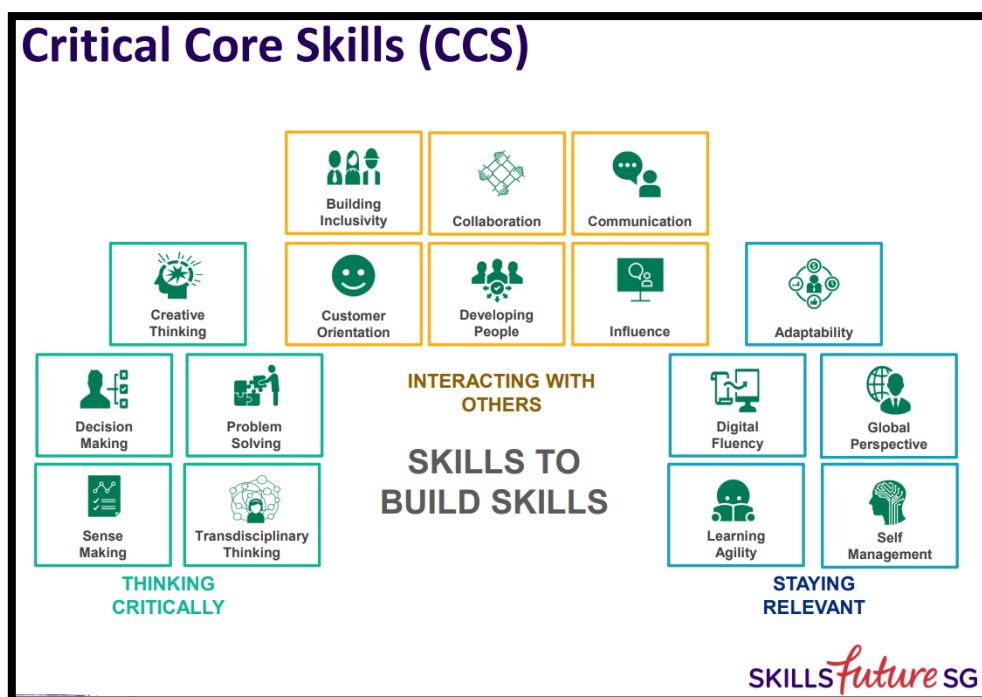 Critical Core Skills (CCS)
Building
Inclusivity
Collaboration
Communication
Creative
Thinking
Customer
Orientation
Developing
People
Influence
Adaptability
Decision
Making
Problem
Solving
INTERACTING WITH
OTHERS
Digital
Fluency
Global
Perspective
SKILLS TO
BUILD SKILLS
Sense
Making
Transdisciplinary
Thinking
Learning
Agility
Self
Management
THINKING
CRITICALLY
STAYING
RELEVANT
SKILLS future SG